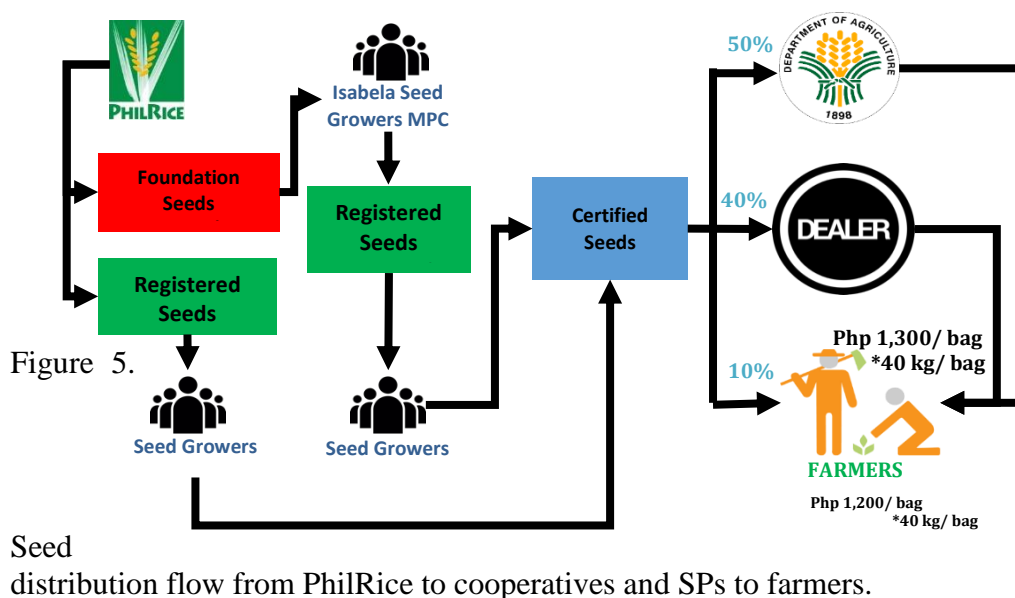 PHILRICE
Foundation
Seeds
Registered
Seeds
Seed Growers
Isabela Seed
Growers MPC
Registered
Seeds
Seed Growers
Certified
Seeds
50%
DEPARTMENT OF AGRICULTURE
1898
40%
DEALER
10%
Php 1,300/ bag
*40 kg/ bag
FARMERS
Php 1,200/ bag
*40 kg/ bag
Figure 5.
Seed
distribution flow from PhilRice to cooperatives and SPs to farmers.